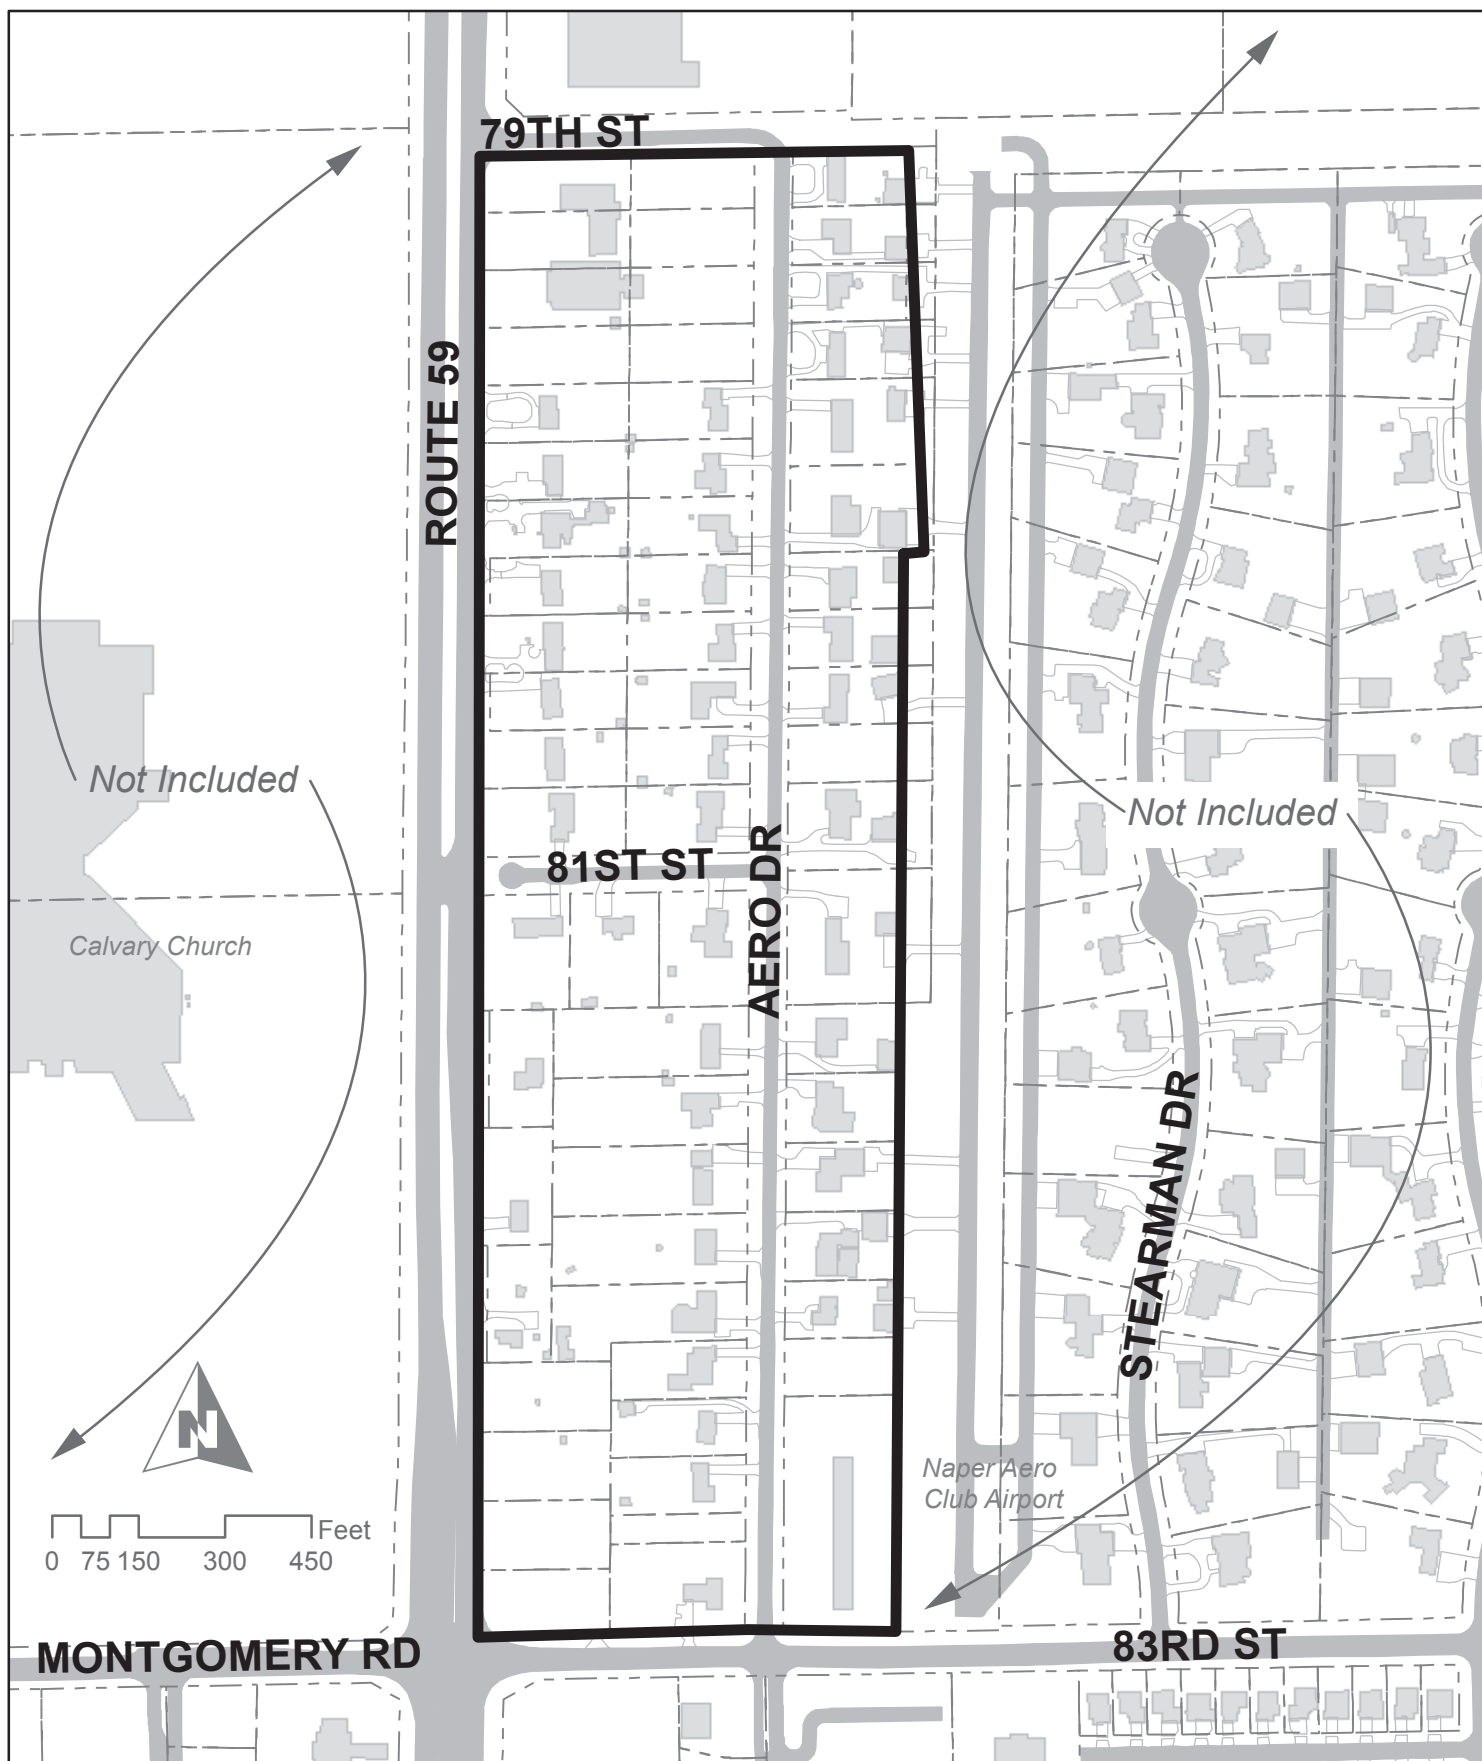 79TH ST
ROUTE 59
Not Included
Not Included
81ST ST
AERO DR
Calvary Church
STEARMAN DR
N
Naper Aero
Club Airport
Feet
0 75 150 300 450
MONTGOMERY RD
83RD ST